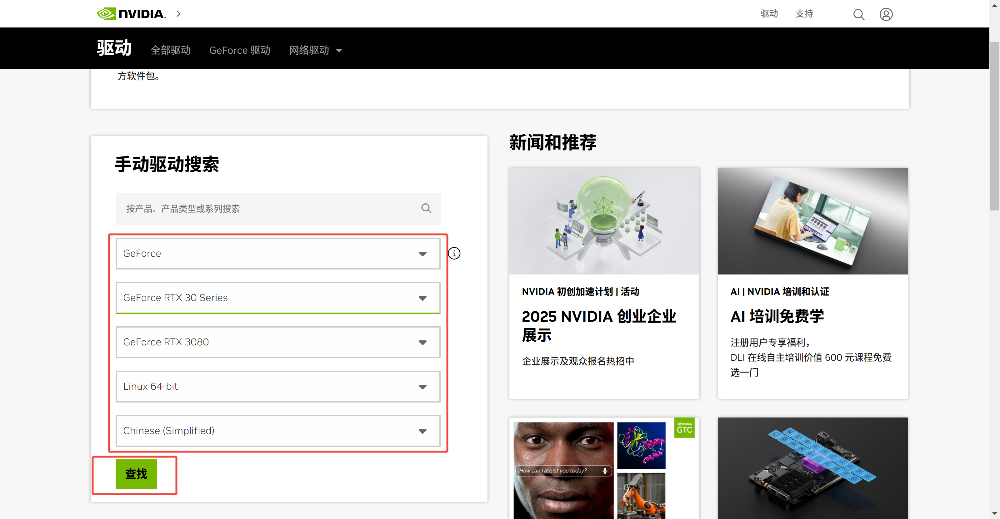 NVIDIA.
驱动
支持
驱动
全部驱动
GeForce 驱动
网络驱动
方软件包。
手动驱动搜索
按产品、产品类型或系列搜索
GeForce
GeForce RTX 30 Series
GeForce RTX 3080
Linux 64-bit
Chinese (Simplified)
查找
新闻和推荐
NVIDIA 初创加速计划 | 活动
2025 NVIDIA 创业企业
展示
企业展示及观众报名热招中
AI | NVIDIA 培训和认证
AI 培训免费学
注册用户专享福利，
DLI 在线自主培训价值 600 元课程免费
选一门
NVIDIA
GTC
How can I assist you today?